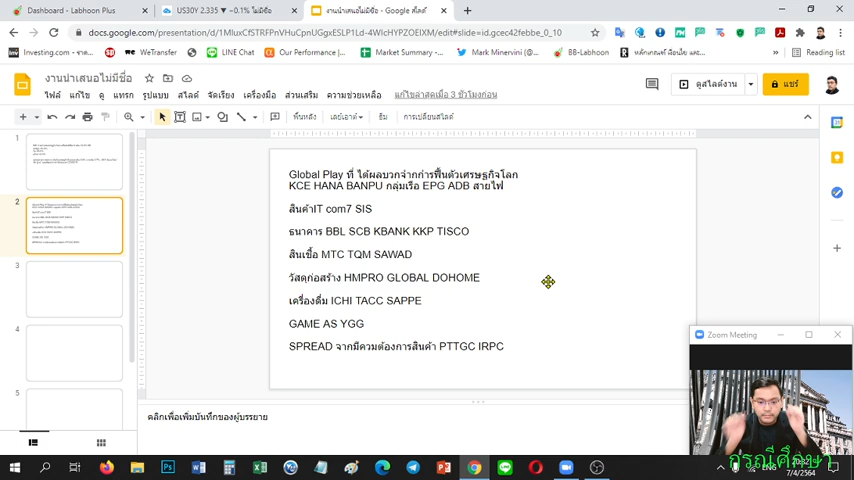 Dashboard - Labhoon Plus
US30Y 2.335 ▼ −0.1% ไม่มีชื่อ
งานนำเสนอไม่มีชื่อ - Google สไลด์
docs.google.com/presentation/d/1MluxCfSTRFPnVHuCpnUGgxESLP1Ld-4WIcHYPZOEIXM/edit#slide=id.gcec42febbe_0_10
Investing.com - ราค...
SS
WeTransfer
LINE Chat
Our Performance |...
Market Summary -...
Mark Minervini (@...
BB-Labhoon
Reading list
งานนำเสนอไม่มีชื่อ
ไฟล์ แก้ไข ดู แทรก รูปแบบ สไลด์ จัดเรียง เครื่องมือ ส่วนเสริม ความช่วยเหลือ
แก้ไขล่าสุดเมื่อ 3 ชั่วโมงก่อน
ดูสไลด์งาน
แชร์
พื้นหลัง เลย์เอาต์ ธีม การเปลี่ยนสไลด์
1
2
3
4
5
Global Play ที่ ได้ผลบวกจากการฟื้นตัวเศรษฐกิจโลก
KCE HANA BANPU กลุ่มเรือ EPG ADB สายไฟ
สินค้าIT com7 SIS
ธนาคาร BBL SCB KBANK KKP TISCO
สินเชื้อ MTC TQM SAWAD
วัสดุก่อสร้าง HMPRO GLOBAL DOHOME
เครื่องดื่ม ICHI TACC SAPPE
GAME AS YGG
SPREAD จากมีควมต้องการสินค้า PTTGC IRPC
คลิกเพื่อเพิ่มบันทึกของผู้บรรยาย
Zoom Meeting
กรณีศึกษา
ENG
7/4/2564